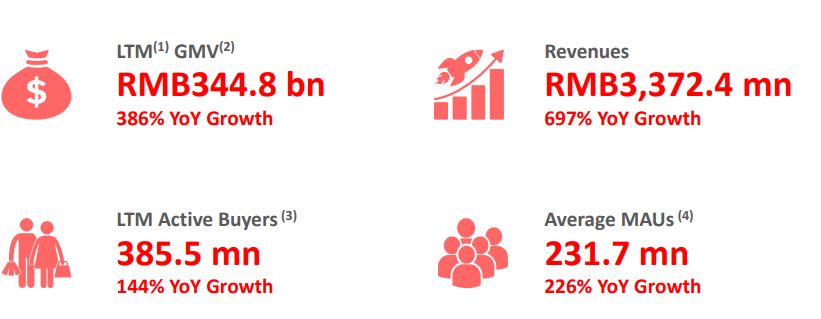 LTM(1) GMV(2)
RMB344.8 bn
386% YoY Growth
Revenues
RMB3,372.4 mn
697% YoY Growth
LTM Active Buyers (3)
385.5 mn
144% YoY Growth
Average MAUs (4)
231.7 mn
226% YoY Growth
$